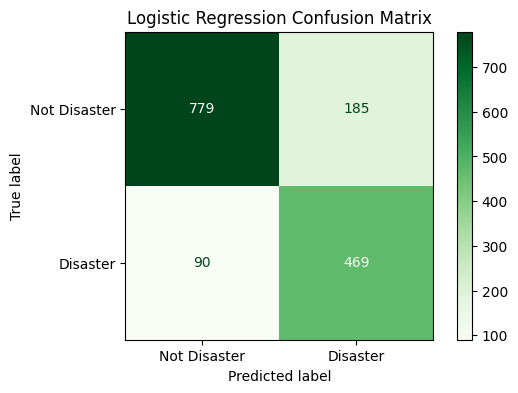 Logistic Regression Confusion Matrix
True label
Not Disaster
Disaster
779
185
90
469
Not Disaster
Disaster
Predicted label
700
600
500
400
300
200
100